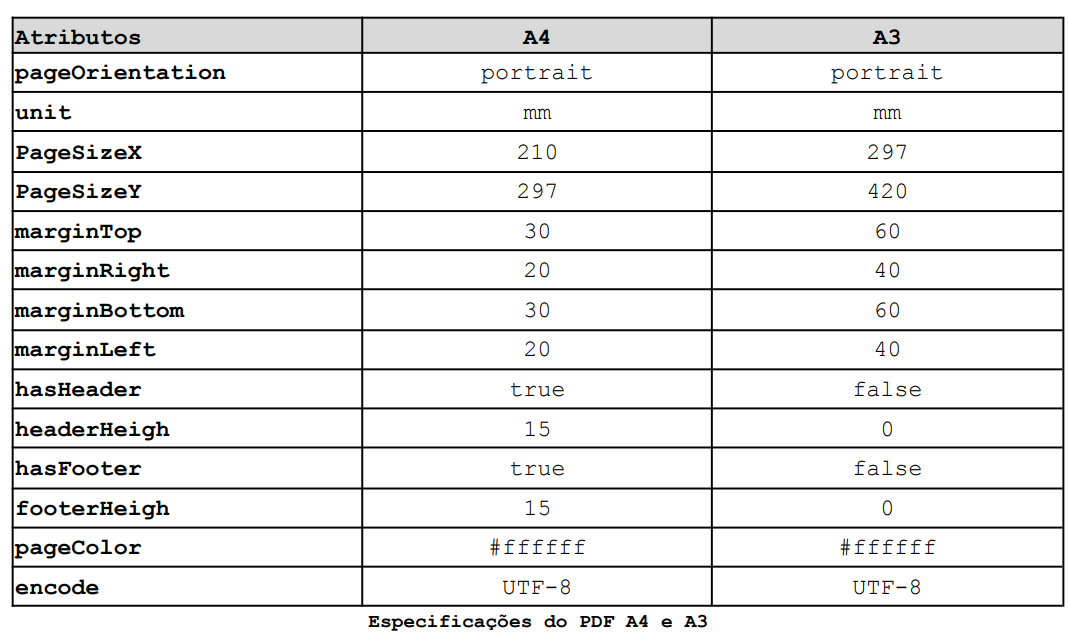 Atributos A4 A3
pageOrientation portrait portrait
unit mm mm
PageSizeX 210 297
PageSizeY 297 420
marginTop 30 60
marginRight 20 40
marginBottom 30 60
marginLeft 20 40
hasHeader true false
headerHeigh 15 0
hasFooter true false
footerHeigh 15 0
pageColor #ffffff #ffffff
encode UTF-8 UTF-8
Especificações do PDF A4 e A3